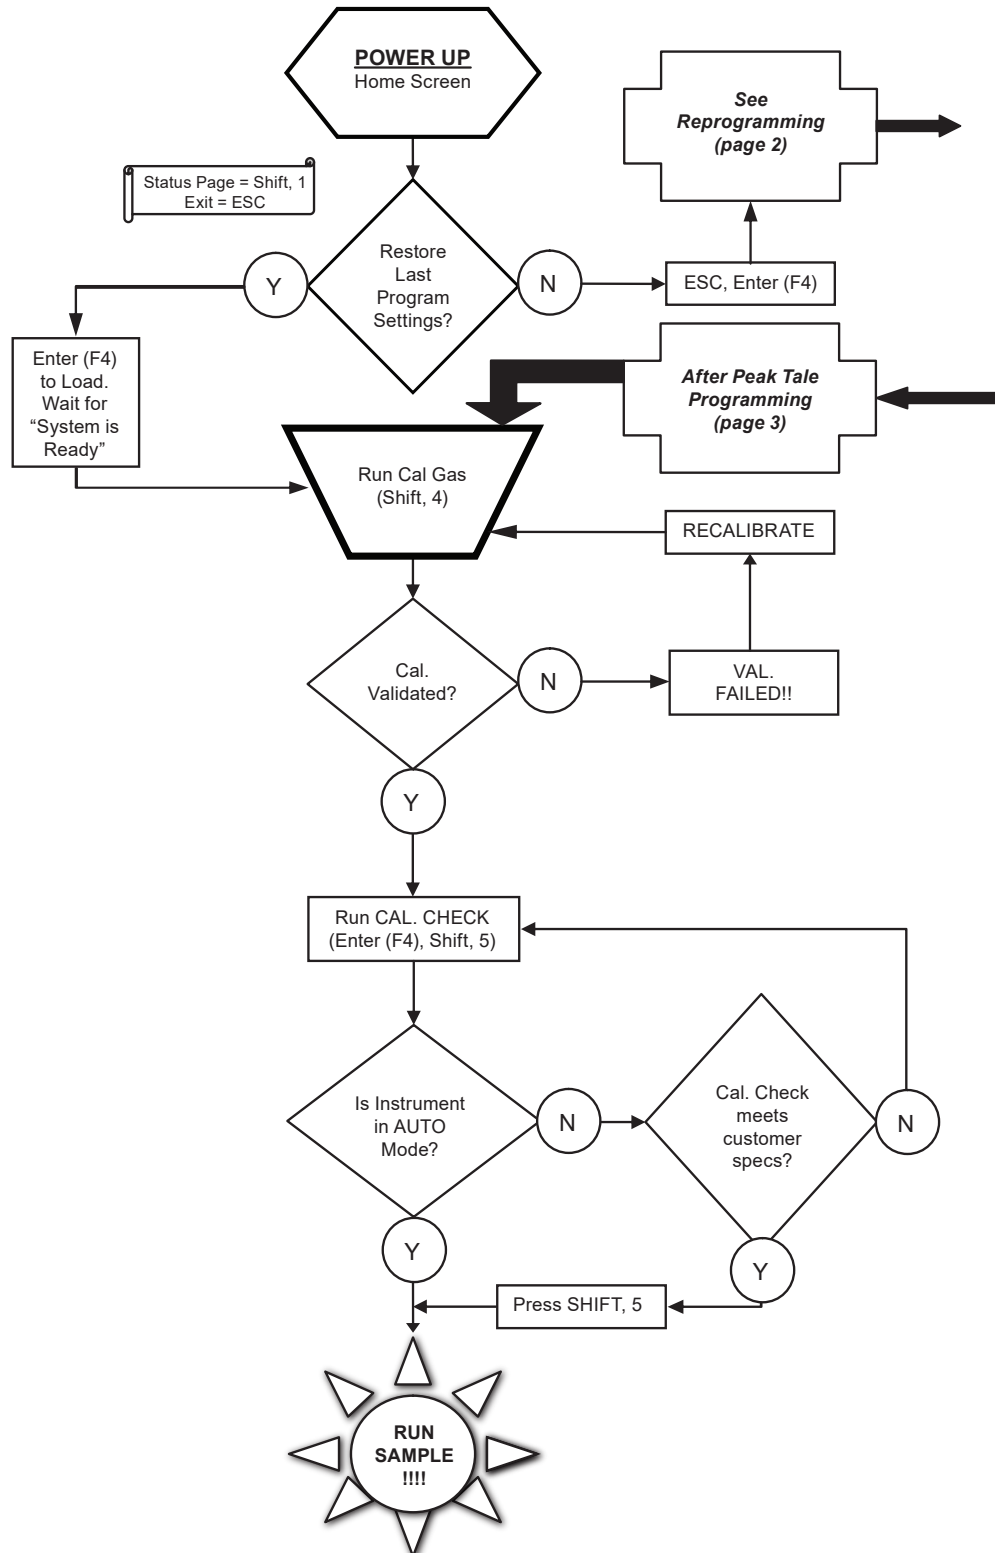 POWER UP
Home Screen
See
Reprogramming
(page 2)
Status Page = Shift, 1
Exit = ESC
Restore
Last
Program
Settings?
Y
N
ESC, Enter (F4)
Enter (F4)
to Load.
Wait for
“System is
Ready”
After Peak Tale
Programming
(page 3)
Run Cal Gas
(Shift, 4)
RECALIBRATE
Cal.
Validated?
N
VAL.
FAILED!!
Y
Run CAL. CHECK
(Enter (F4), Shift, 5)
Is Instrument
in AUTO
Mode?
N
Cal. Check
meets
customer
specs?
N
Y
Y
Press SHIFT, 5
RUN
SAMPLE
!!!!